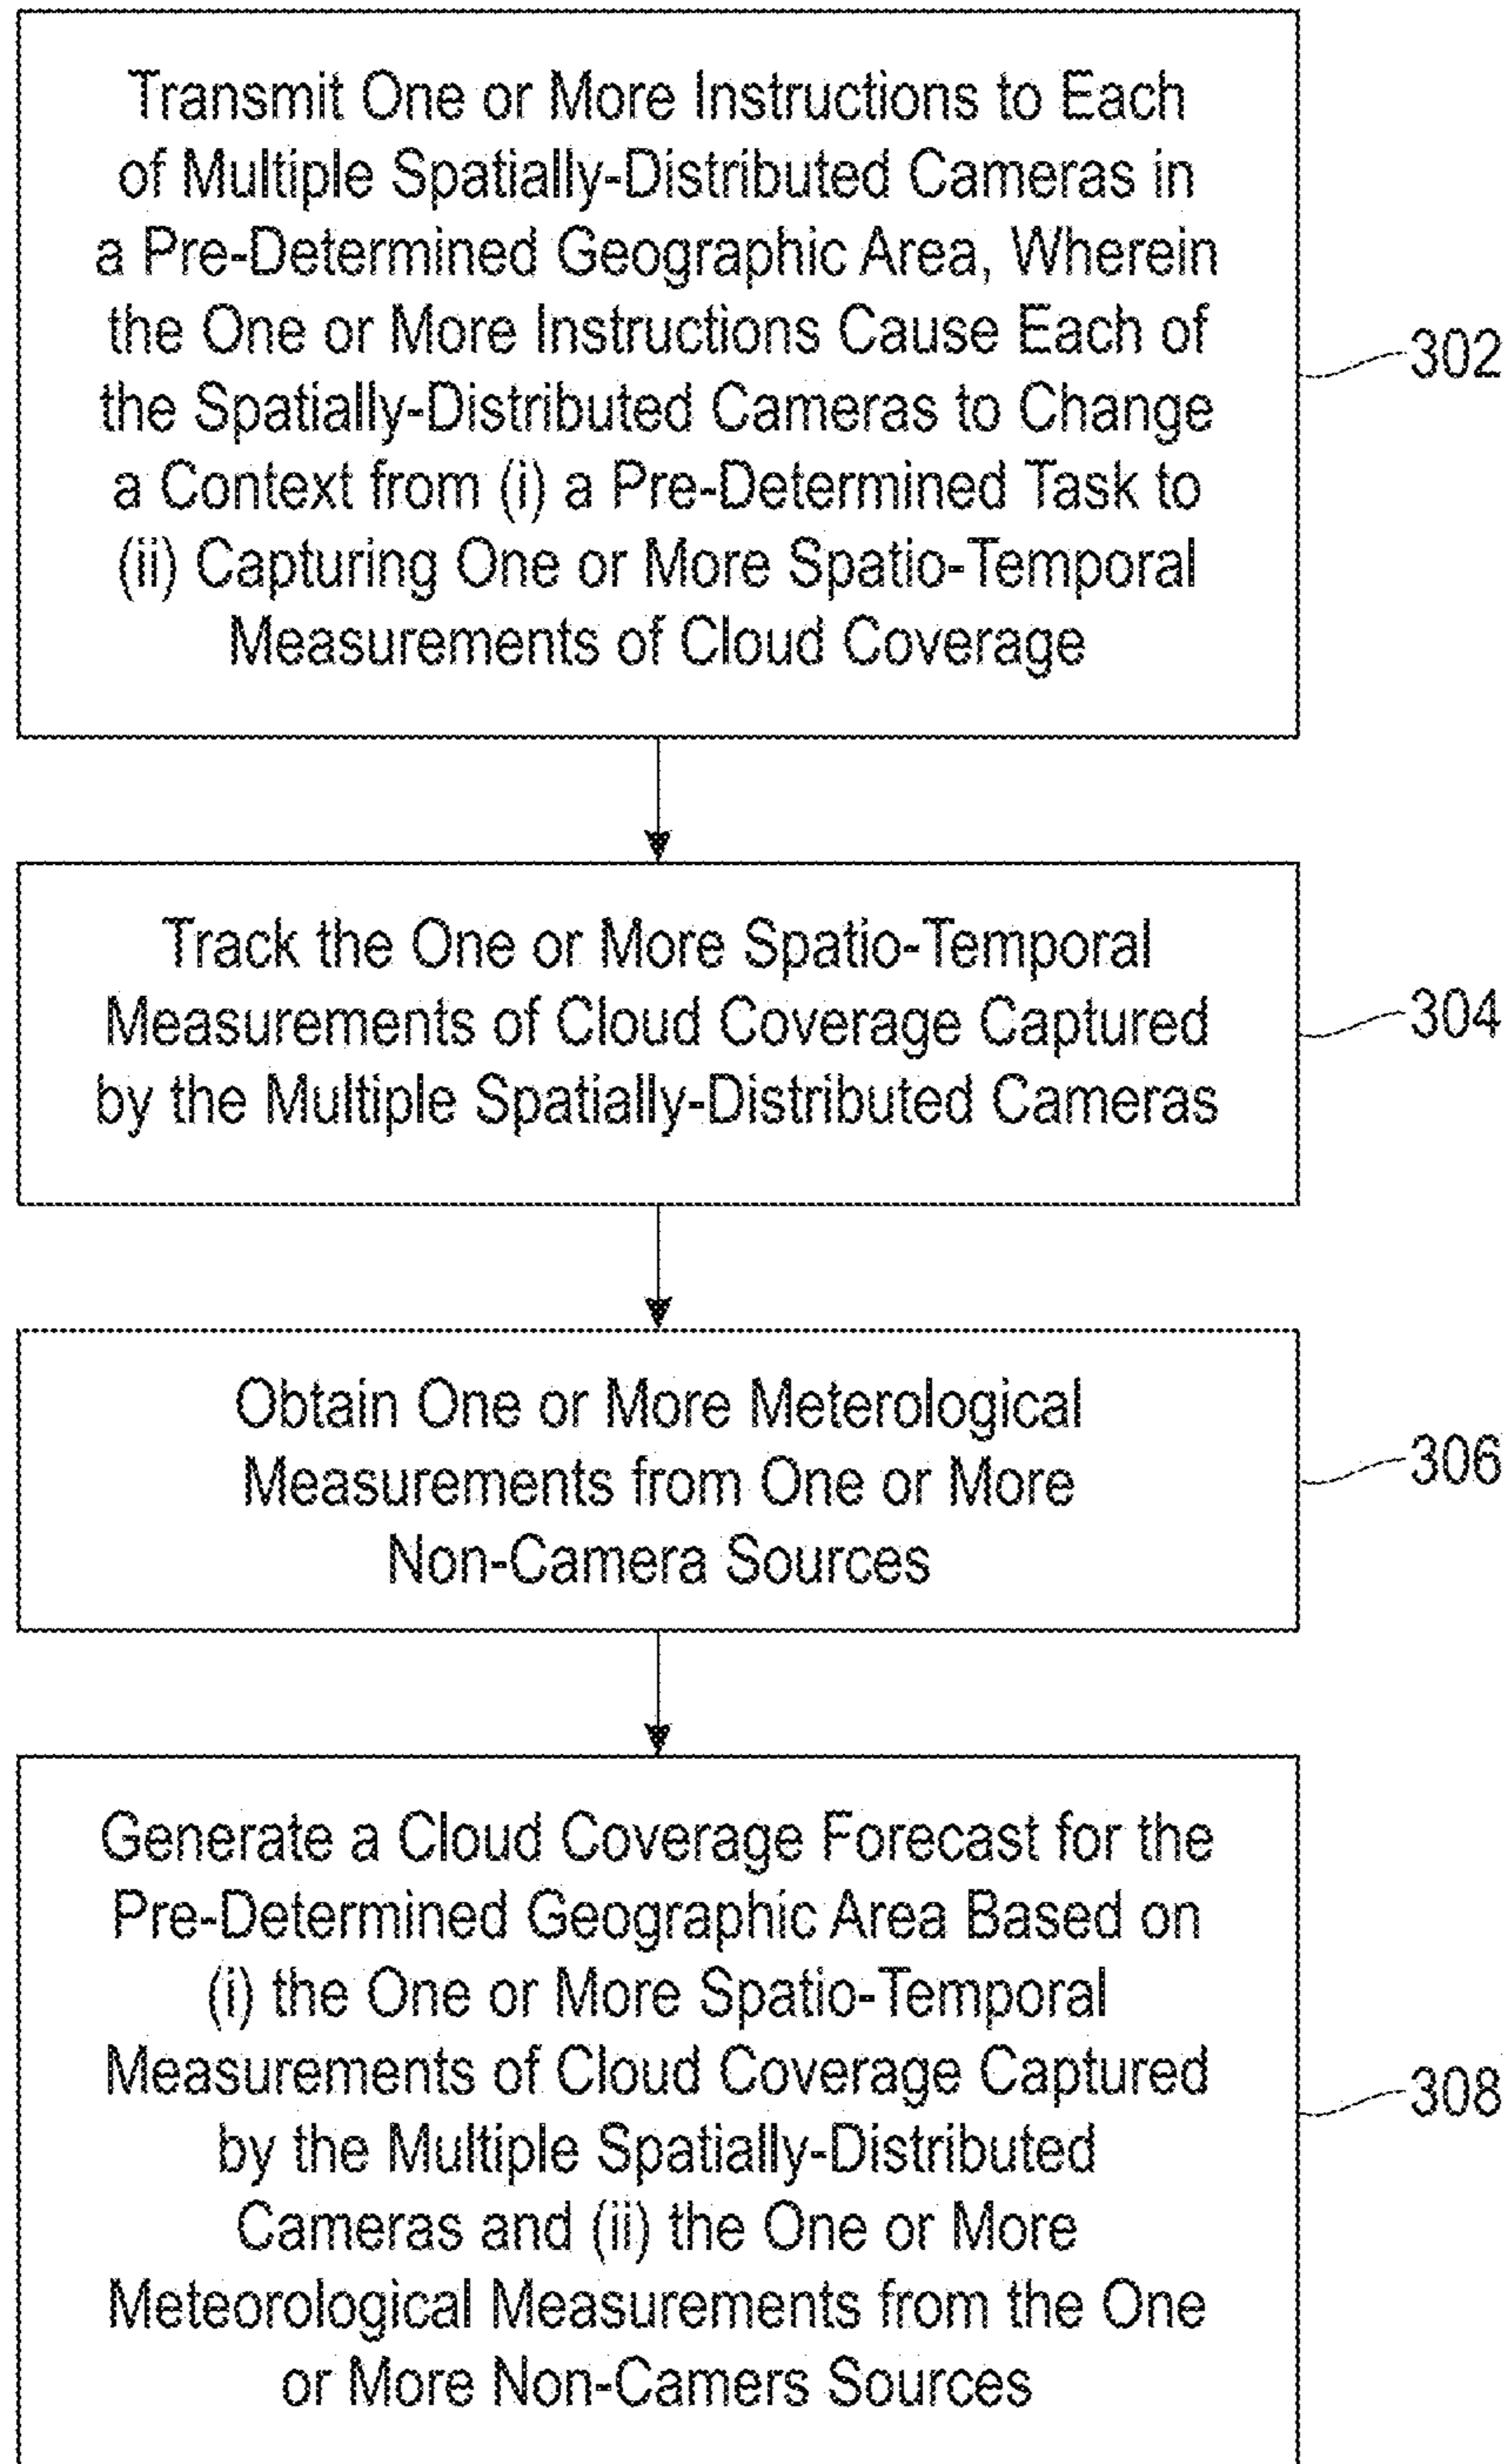 Transmit One or More Instructions to Each
of Multiple Spatially-Distributed Cameras in
a Pre-Determined Geographic Area, Wherein
the One or More Instructions Cause Each of
the Spatially-Distributed Cameras to Change
a Context from (i) a Pre-Determined Task to
(ii) Capturing One or More Spatio-Temporal
Measurements of Cloud Coverage
302
Track the One or More Spatio-Temporal
Measurements of Cloud Coverage Captured
by the Multiple Spatially-Distributed Cameras
304
Obtain One or More Meterological
Measurements from One or More
Non-Camera Sources
306
Generate a Cloud Coverage Forecast for the
Pre-Determined Geographic Area Based on
(i) the One or More Spatio-Temporal
Measurements of Cloud Coverage Captured
by the Multiple Spatially-Distributed
Cameras and (ii) the One or More
Meteorological Measurements from the One
or More Non-Camers Sources
308